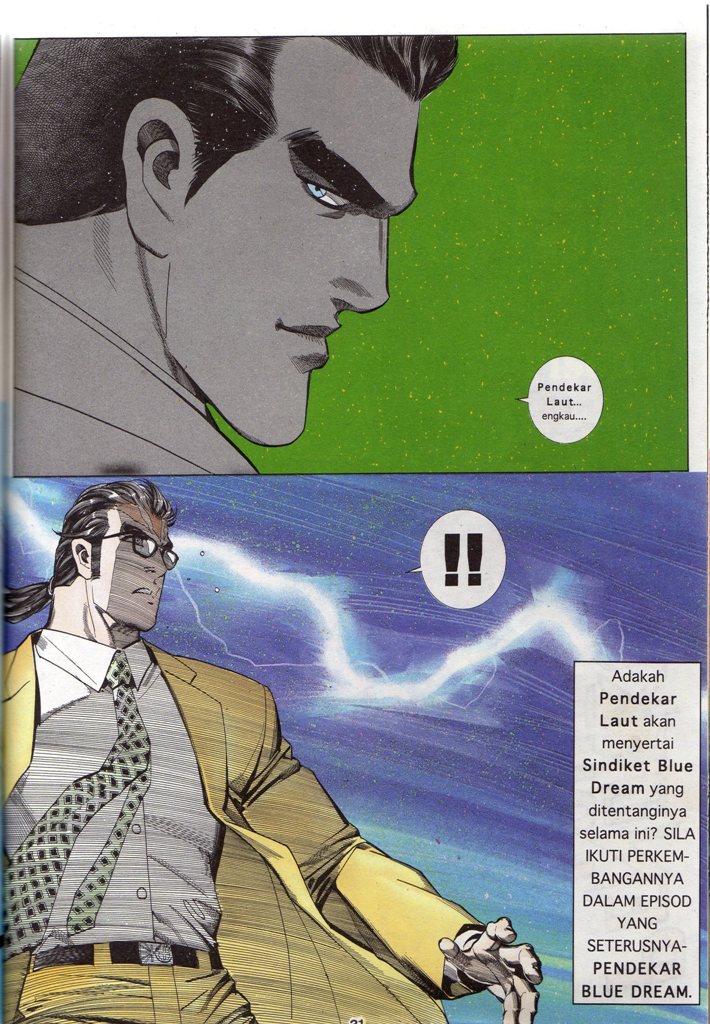 Pendekar
Laut...
engkau....
!!
Adakah
Pendekar
Laut akan
menyertai
Sindiket Blue
Dream yang
ditentanginya
selama ini? SILA
IKUTI PERKEM-
BANGANNYA
DALAM EPISOD
YANG
SETERUSNYA-
PENDEKAR
BLUE DREAM.
21